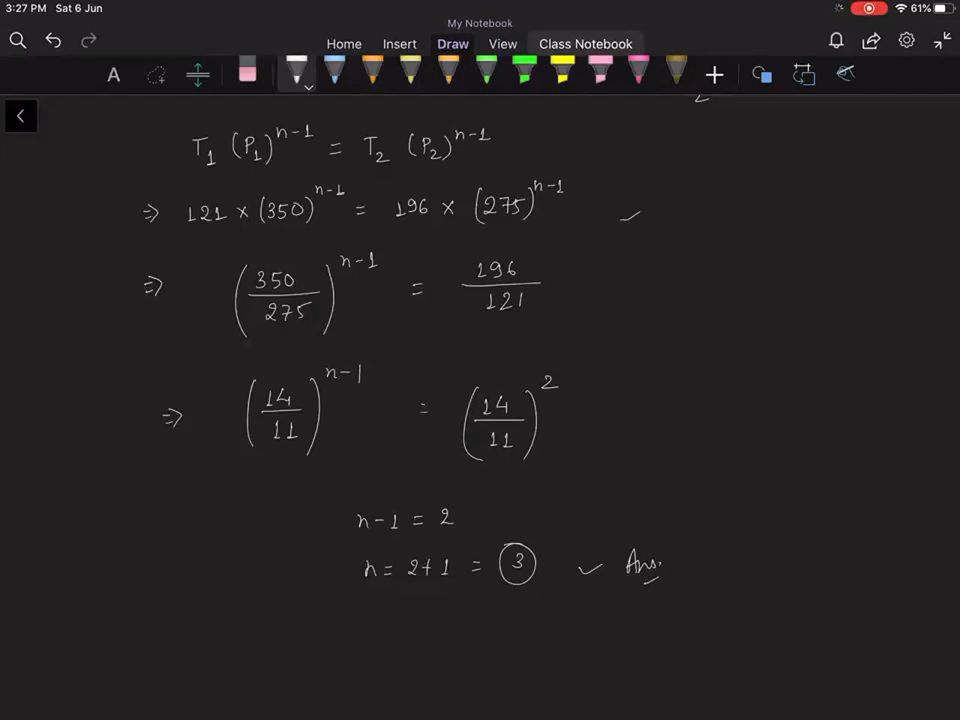 3:27 PM Sat 6 Jun 61%
My Notebook
Home Insert Draw View Class Notebook
A
T₁ (P₁)ⁿ⁻¹ = T₂ (P₂)ⁿ⁻¹
⇒ 121 × (350)ⁿ⁻¹ = 196 × (275)ⁿ⁻¹ ✓
⇒ (350/275)ⁿ⁻¹ = 196/121
⇒ (14/11)ⁿ⁻¹ = (14/11)²
n-1 = 2
n = 2+1 = 3 ✓ Ans.